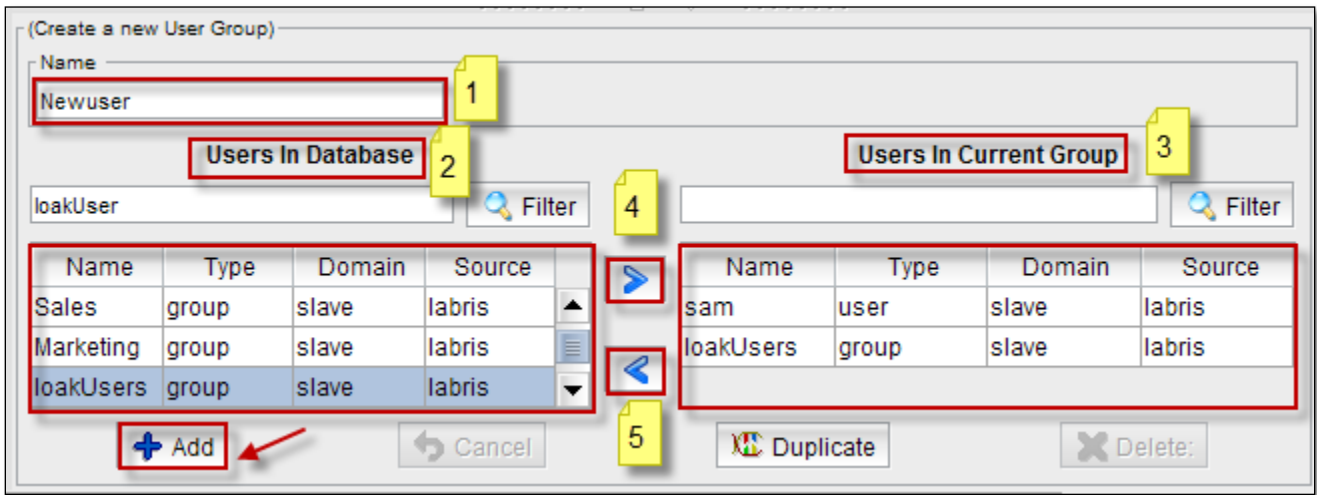 (Create a new User Group)
Name
Newuser
1
Users In Database
2
Users In Current Group
3
loakUser
Filter
4
Filter
Name Type Domain Source
Sales group slave labris
Marketing group slave labris
loakUsers group slave labris
Name Type Domain Source
sam user slave labris
loakUsers group slave labris
5
Add
Cancel
Duplicate
Delete: